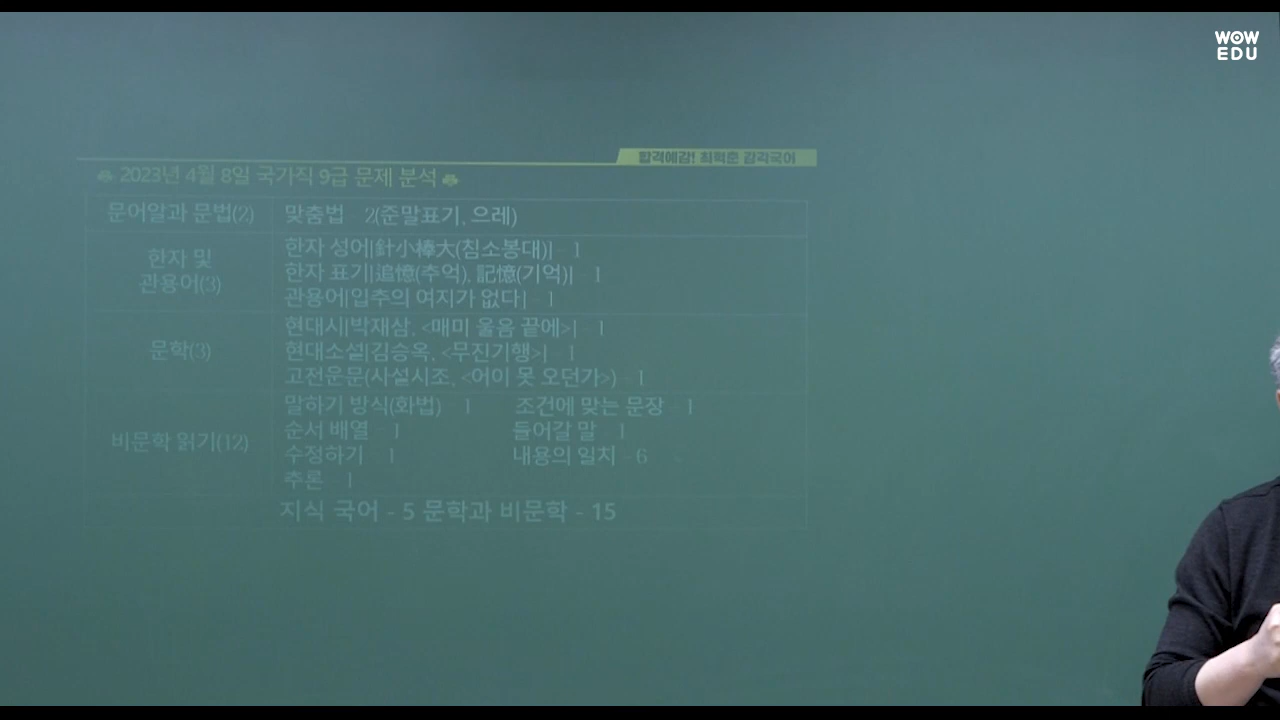 WOW
EDU
합격예감! 최학춘 감각국어
2023년 4월 8일 국가직 9급 문제 분석
문어알과 문법(2)
맞춤법 2(준말표기, 으레)
한자 및
관용어(3)
한자 성어|針小棒大(침소봉대)| - 1
한자 표기|追憶(추억), 記憶(기억)| - 1
관용어|입추의 여지가 없다| - 1
문학(3)
현대시|박재삼, <매미 울음 끝에>| - 1
현대소설|김승옥, <무진기행>| - 1
고전운문(사설시조, <어이 못 오던가>) - 1
비문학 읽기(12)
말하기 방식(화법) - 1 조건에 맞는 문장 - 1
순서 배열 - 1 들어갈 말 - 1
수정하기 - 1 내용의 일치 - 6
추론 - 1
지식 국어 - 5 문학과 비문학 - 15